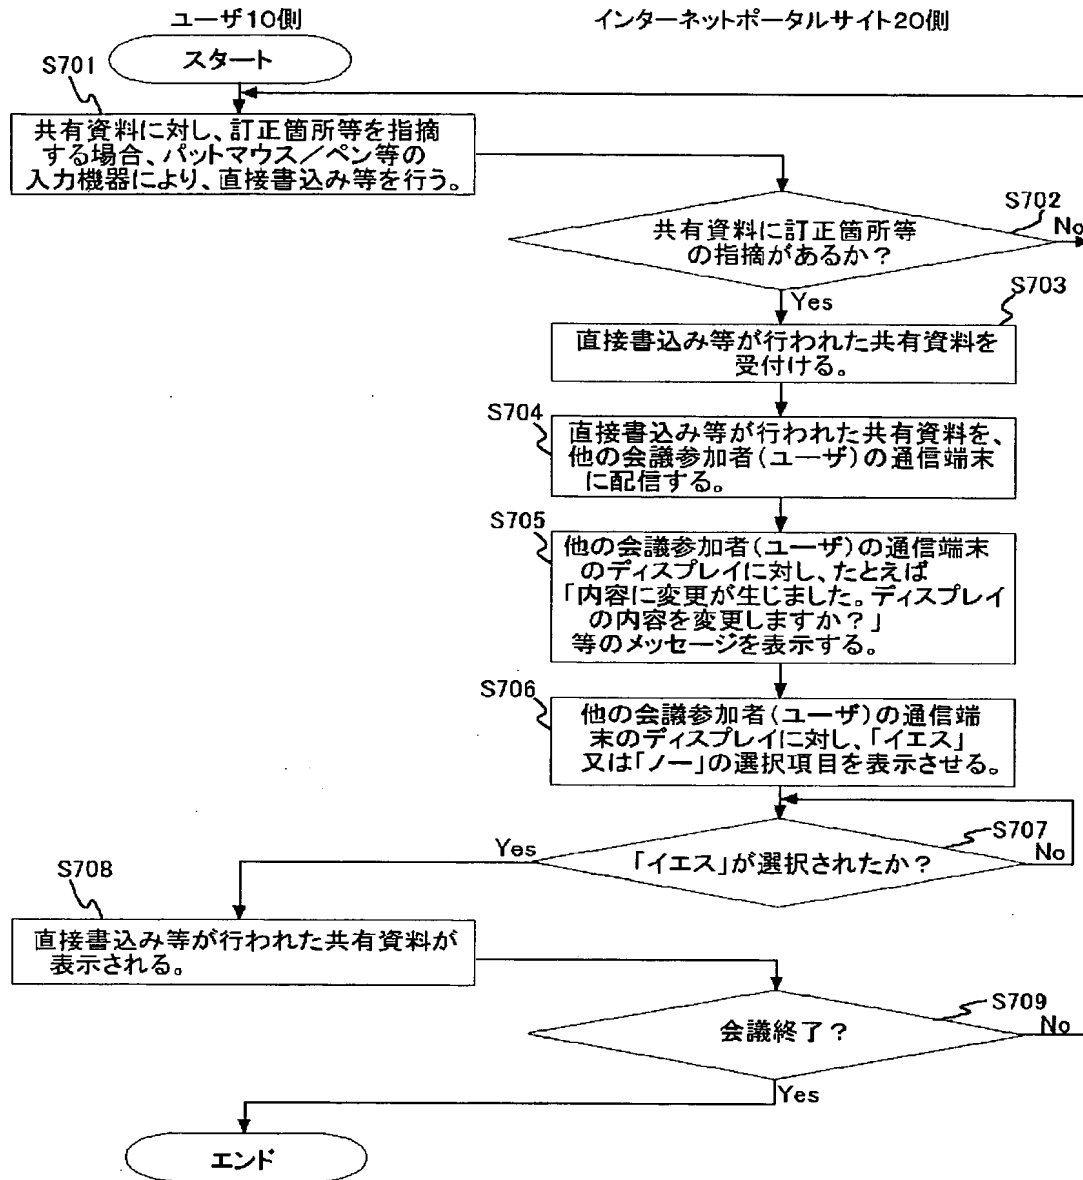 ユーザ10側
インターネットポータルサイト20側
スタート
S701
共有資料に対し、訂正箇所等を指摘
する場合、パットマウス／ペン等の
入力機器により、直接書込み等を行う。
S702
共有資料に訂正箇所等
の指摘があるか？
No
Yes
S703
直接書込み等が行われた共有資料を
受付ける。
S704
直接書込み等が行われた共有資料を、
他の会議参加者(ユーザ)の通信端末
に配信する。
S705
他の会議参加者(ユーザ)の通信端末
のディスプレイに対し、たとえば
「内容に変更が生じました。ディスプレイ
の内容を変更しますか？」
等のメッセージを表示する。
S706
他の会議参加者(ユーザ)の通信端
末のディスプレイに対し、「イエス」
又は「ノー」の選択項目を表示させる。
S707
「イエス」が選択されたか？
Yes
No
S708
直接書込み等が行われた共有資料が
表示される。
S709
会議終了？
No
Yes
エンド